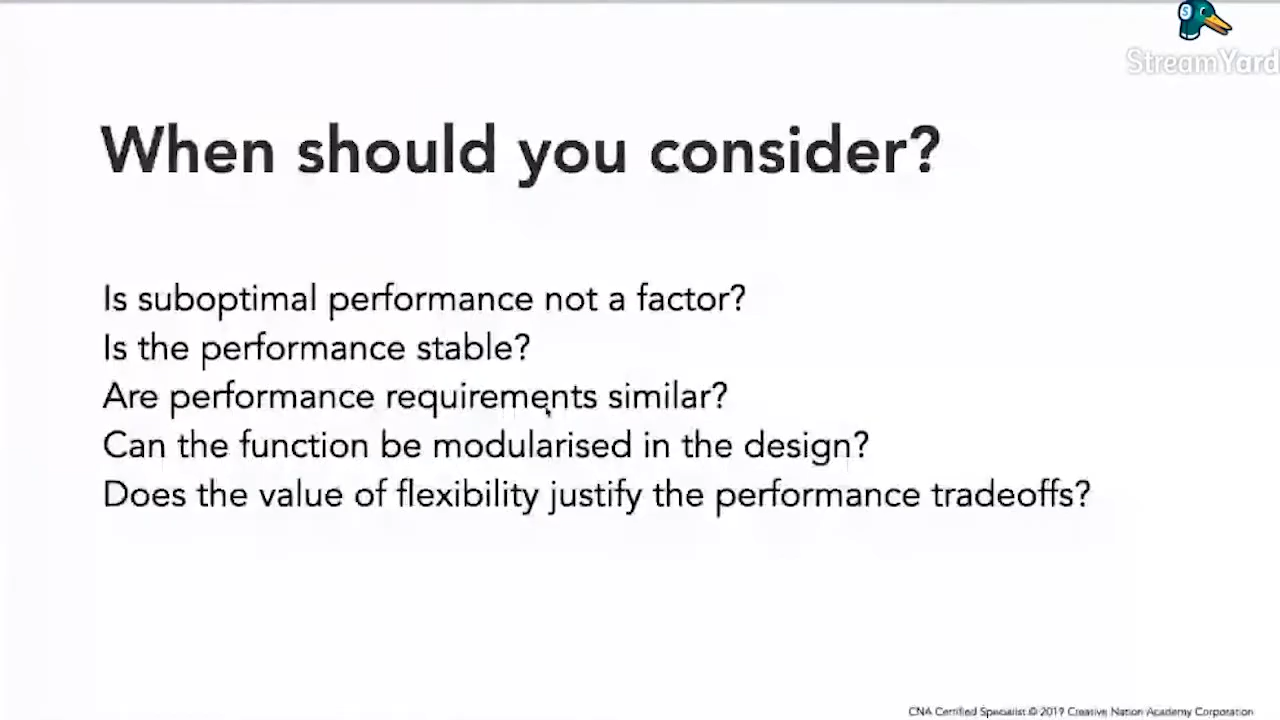 StreamYard
When should you consider?
Is suboptimal performance not a factor?
Is the performance stable?
Are performance requirements similar?
Can the function be modularised in the design?
Does the value of flexibility justify the performance tradeoffs?
CNA Certified Specialist © 2019 Creative Nation Academy Corporation